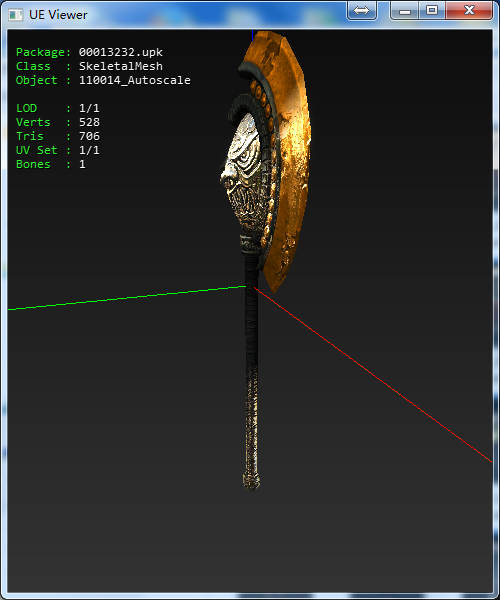 UE Viewer
Package: 00013232.upk
Class : SkeletalMesh
Object : 110014_Autoscale
LOD : 1/1
Verts : 528
Tris : 706
UV Set : 1/1
Bones : 1